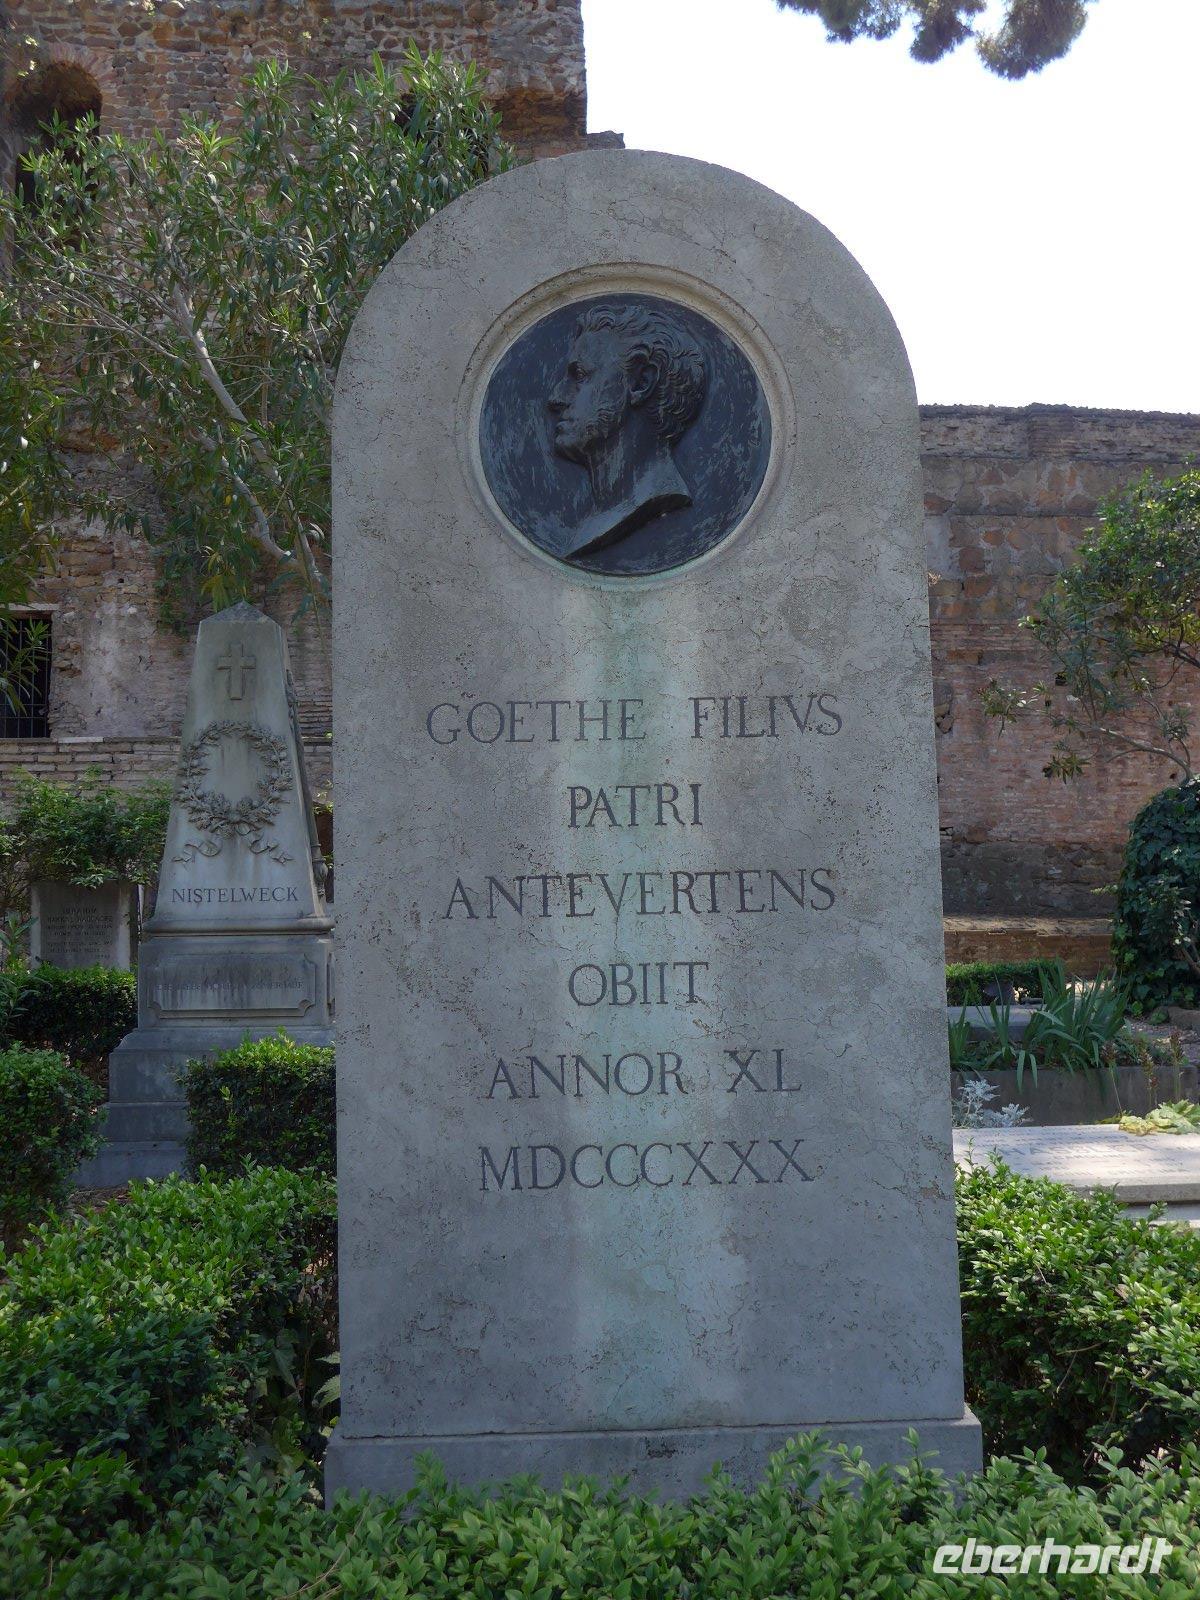 GOETHE FILIVS
PATRI
ANTEVERTENS
OBIIT
ANNOR XL
MDCCCXXX
NISTELWECK
eberhardt